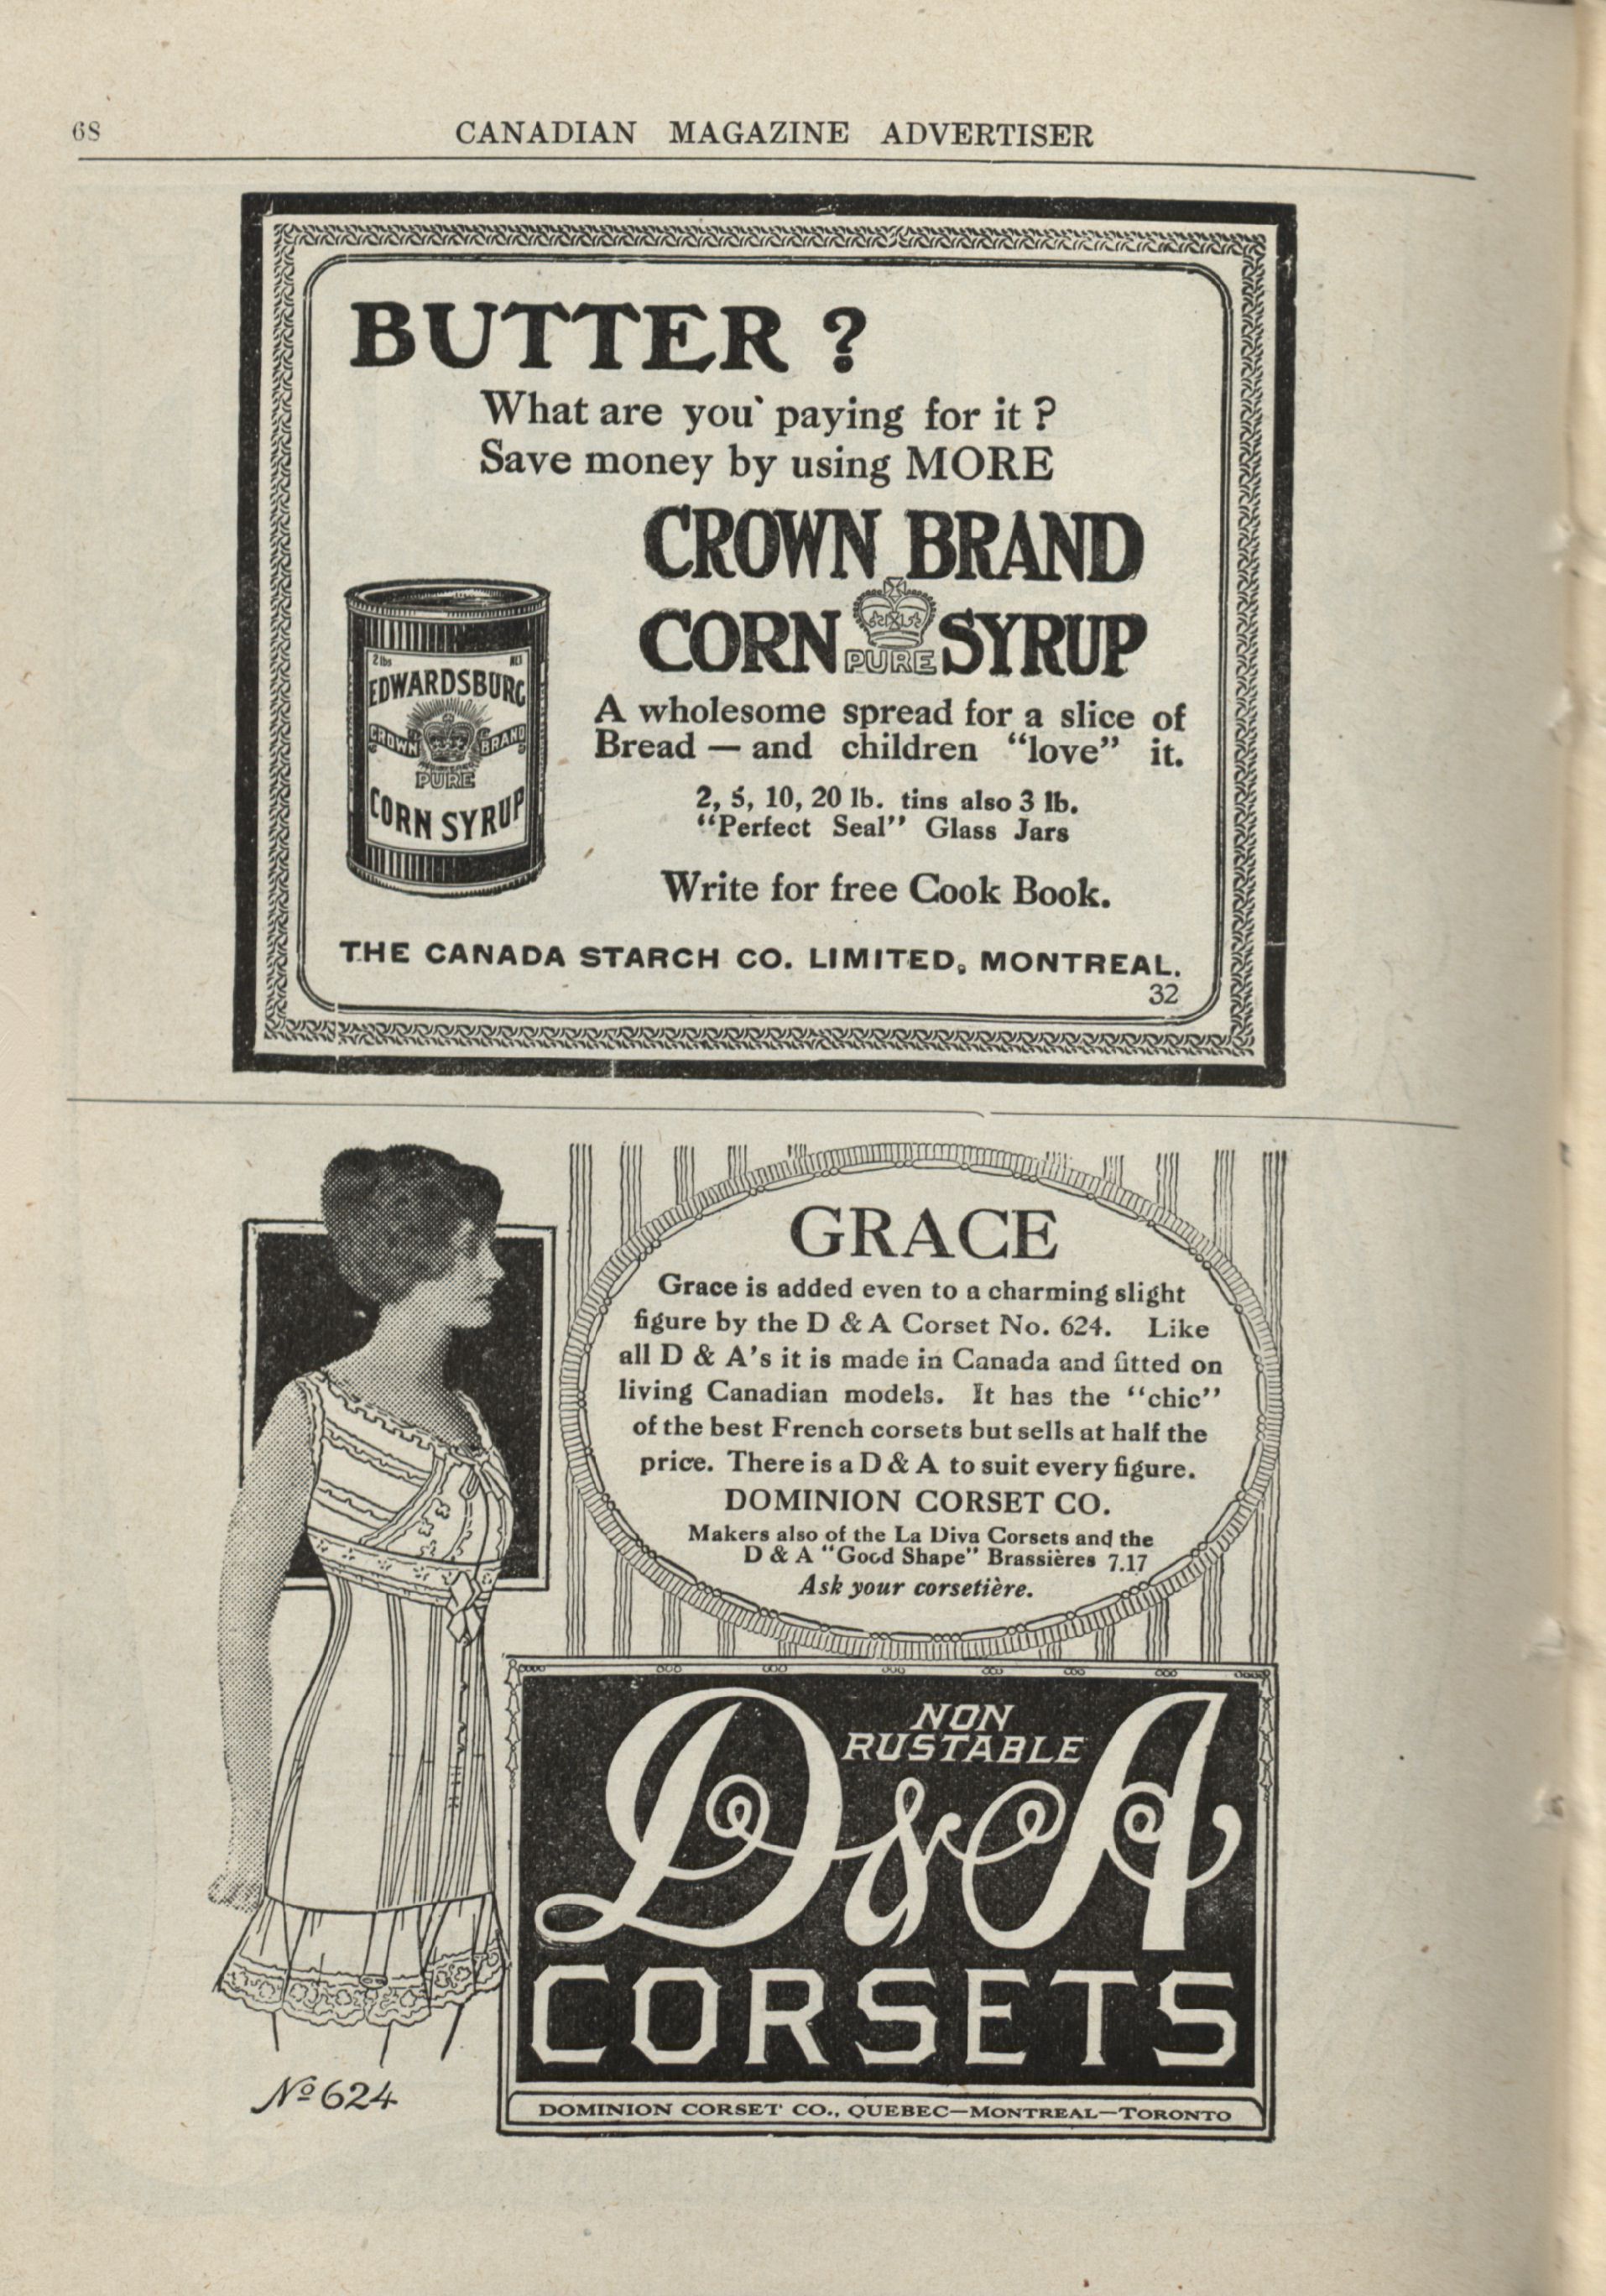 68
CANADIAN MAGAZINE ADVERTISER
BUTTER ?
What are you paying for it ?
Save money by using MORE
CROWN BRAND
CORN PURE SYRUP
2 lbs
EDWARDSBURG
CROWN BRAND
PURE
CORN SYRUP
A wholesome spread for a slice of
Bread — and children “love” it.
2, 5, 10, 20 lb. tins also 3 lb.
“Perfect Seal” Glass Jars
Write for free Cook Book.
THE CANADA STARCH CO. LIMITED, MONTREAL.
32
GRACE
Grace is added even to a charming slight
figure by the D & A Corset No. 624. Like
all D & A’s it is made in Canada and fitted on
living Canadian models. It has the “chic”
of the best French corsets but sells at half the
price. There is a D & A to suit every figure.
DOMINION CORSET CO.
Makers also of the La Diva Corsets and the
D & A “Good Shape” Brassières 7.17
Ask your corsetière.
NON
RUSTABLE
D & A
CORSETS
DOMINION CORSET CO., QUEBEC—MONTREAL—TORONTO
No 624